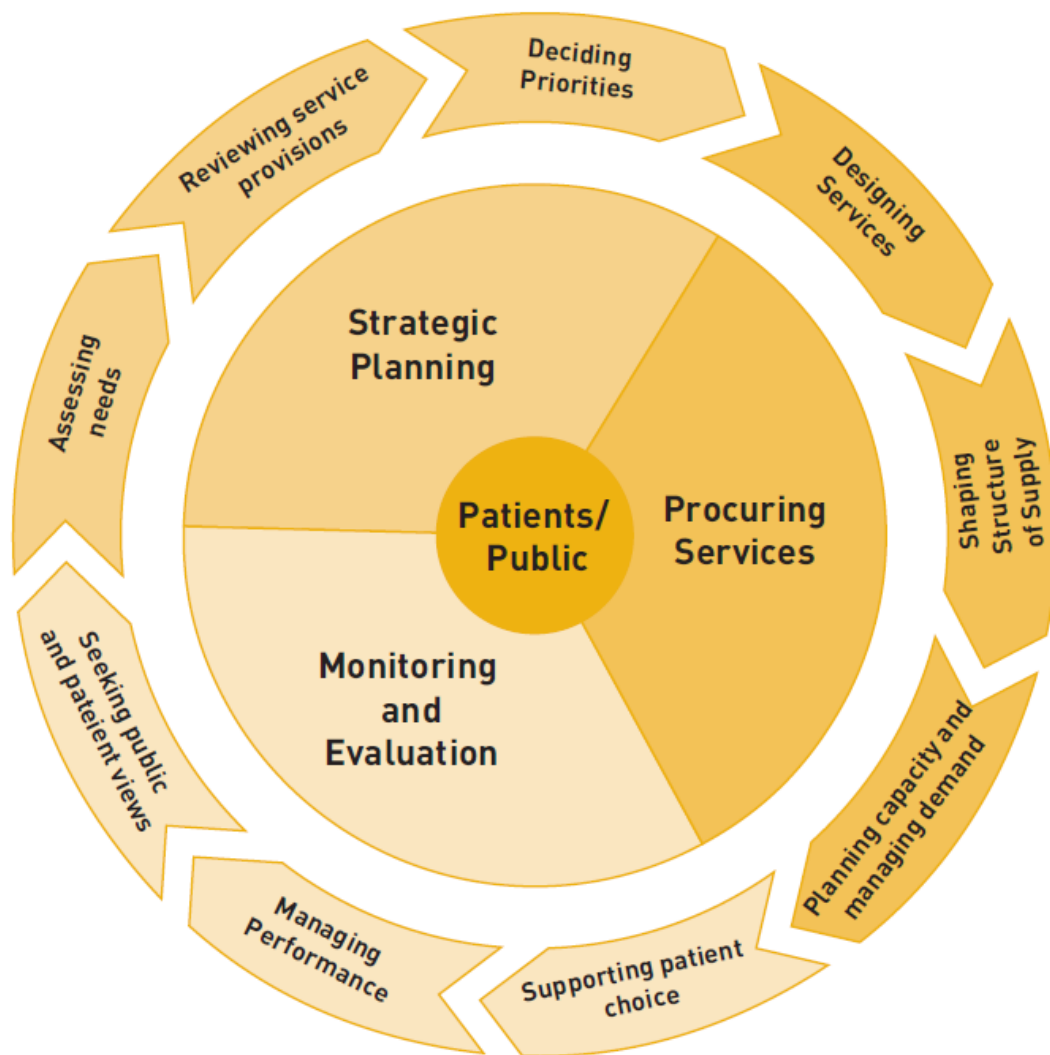 Deciding
Priorities
Designing
Services
Shaping
Structure
of Supply
Planning capacity and
managing demand
Supporting patient
choice
Managing
Performance
Seeking public
and pateient views
Assessing
needs
Reviewing service
provisions
Strategic
Planning
Procuring
Services
Monitoring
and
Evaluation
Patients/
Public